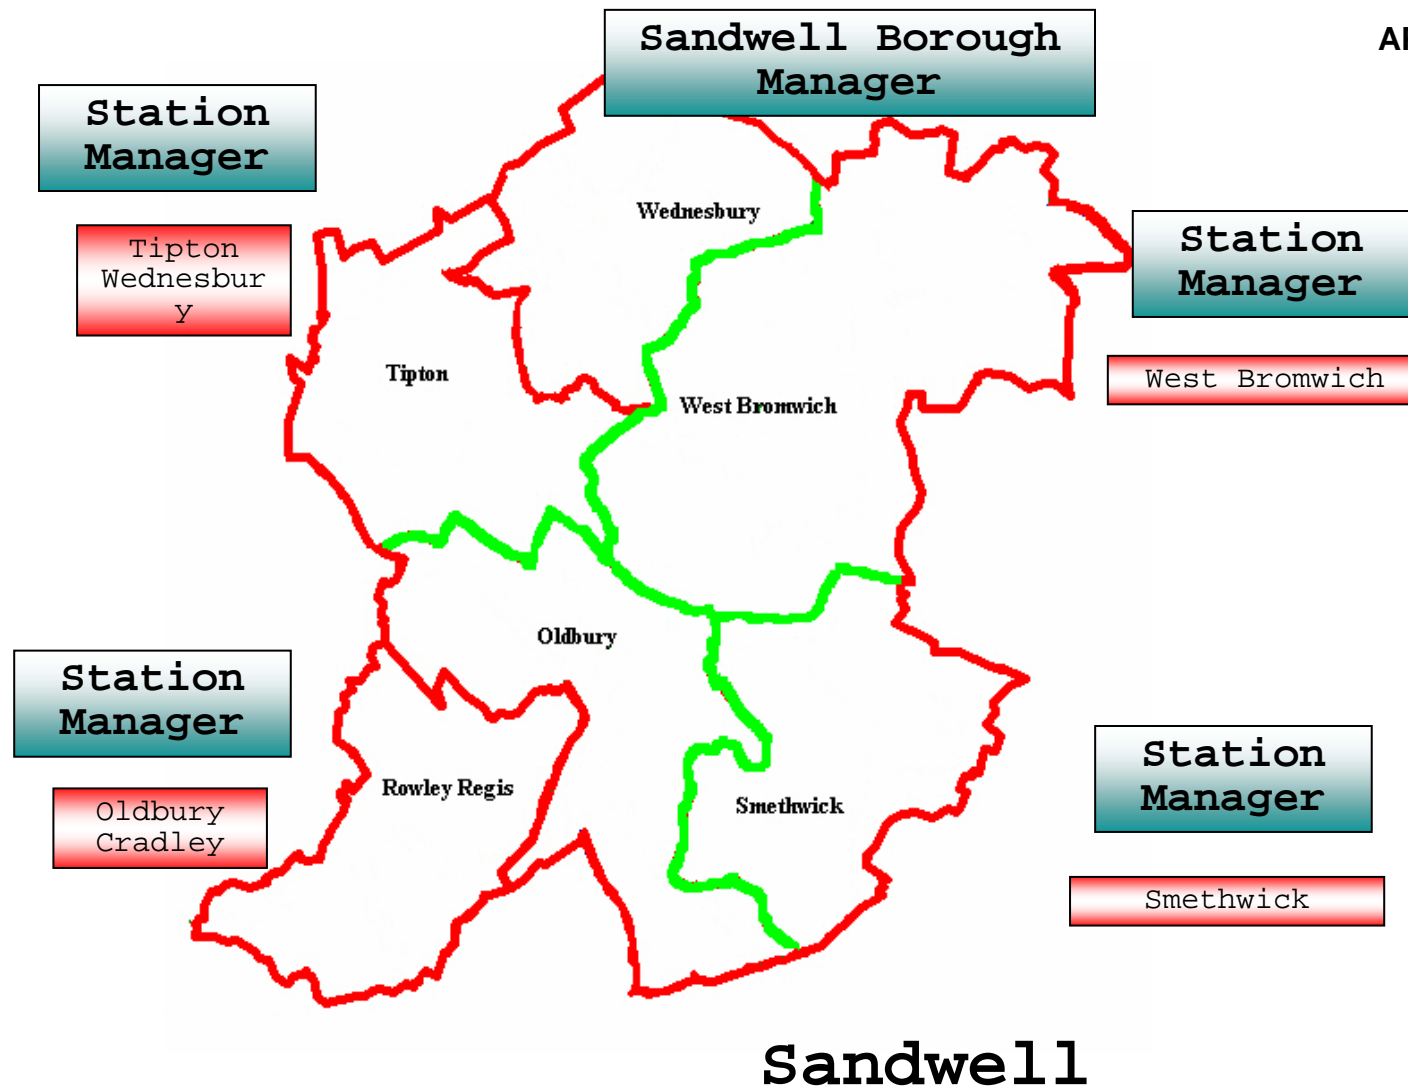 Sandwell Borough
Manager
Station
Manager
Tipton
Wednesbur
y
Wednesbury
Station
Manager
West Bromwich
Tipton
West Bromwich
Oldbury
Station
Manager
Oldbury
Cradley
Rowley Regis
Smethwick
Station
Manager
Smethwick
Sandwell